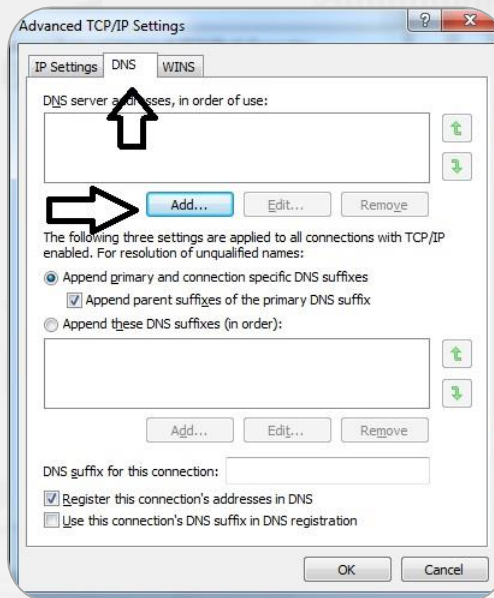 Advanced TCP/IP Settings
IP Settings DNS WINS
DNS server addresses, in order of use:
Add... Edit... Remove
The following three settings are applied to all connections with TCP/IP
enabled. For resolution of unqualified names:
Append primary and connection specific DNS suffixes
Append parent suffixes of the primary DNS suffix
Append these DNS suffixes (in order):
Add... Edit... Remove
DNS suffix for this connection:
Register this connection's addresses in DNS
Use this connection's DNS suffix in DNS registration
OK Cancel